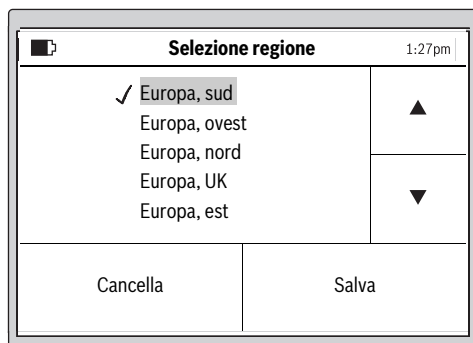 Selezione regione 1:27pm
Europa, sud
Europa, ovest
Europa, nord
Europa, UK
Europa, est
Cancella Salva